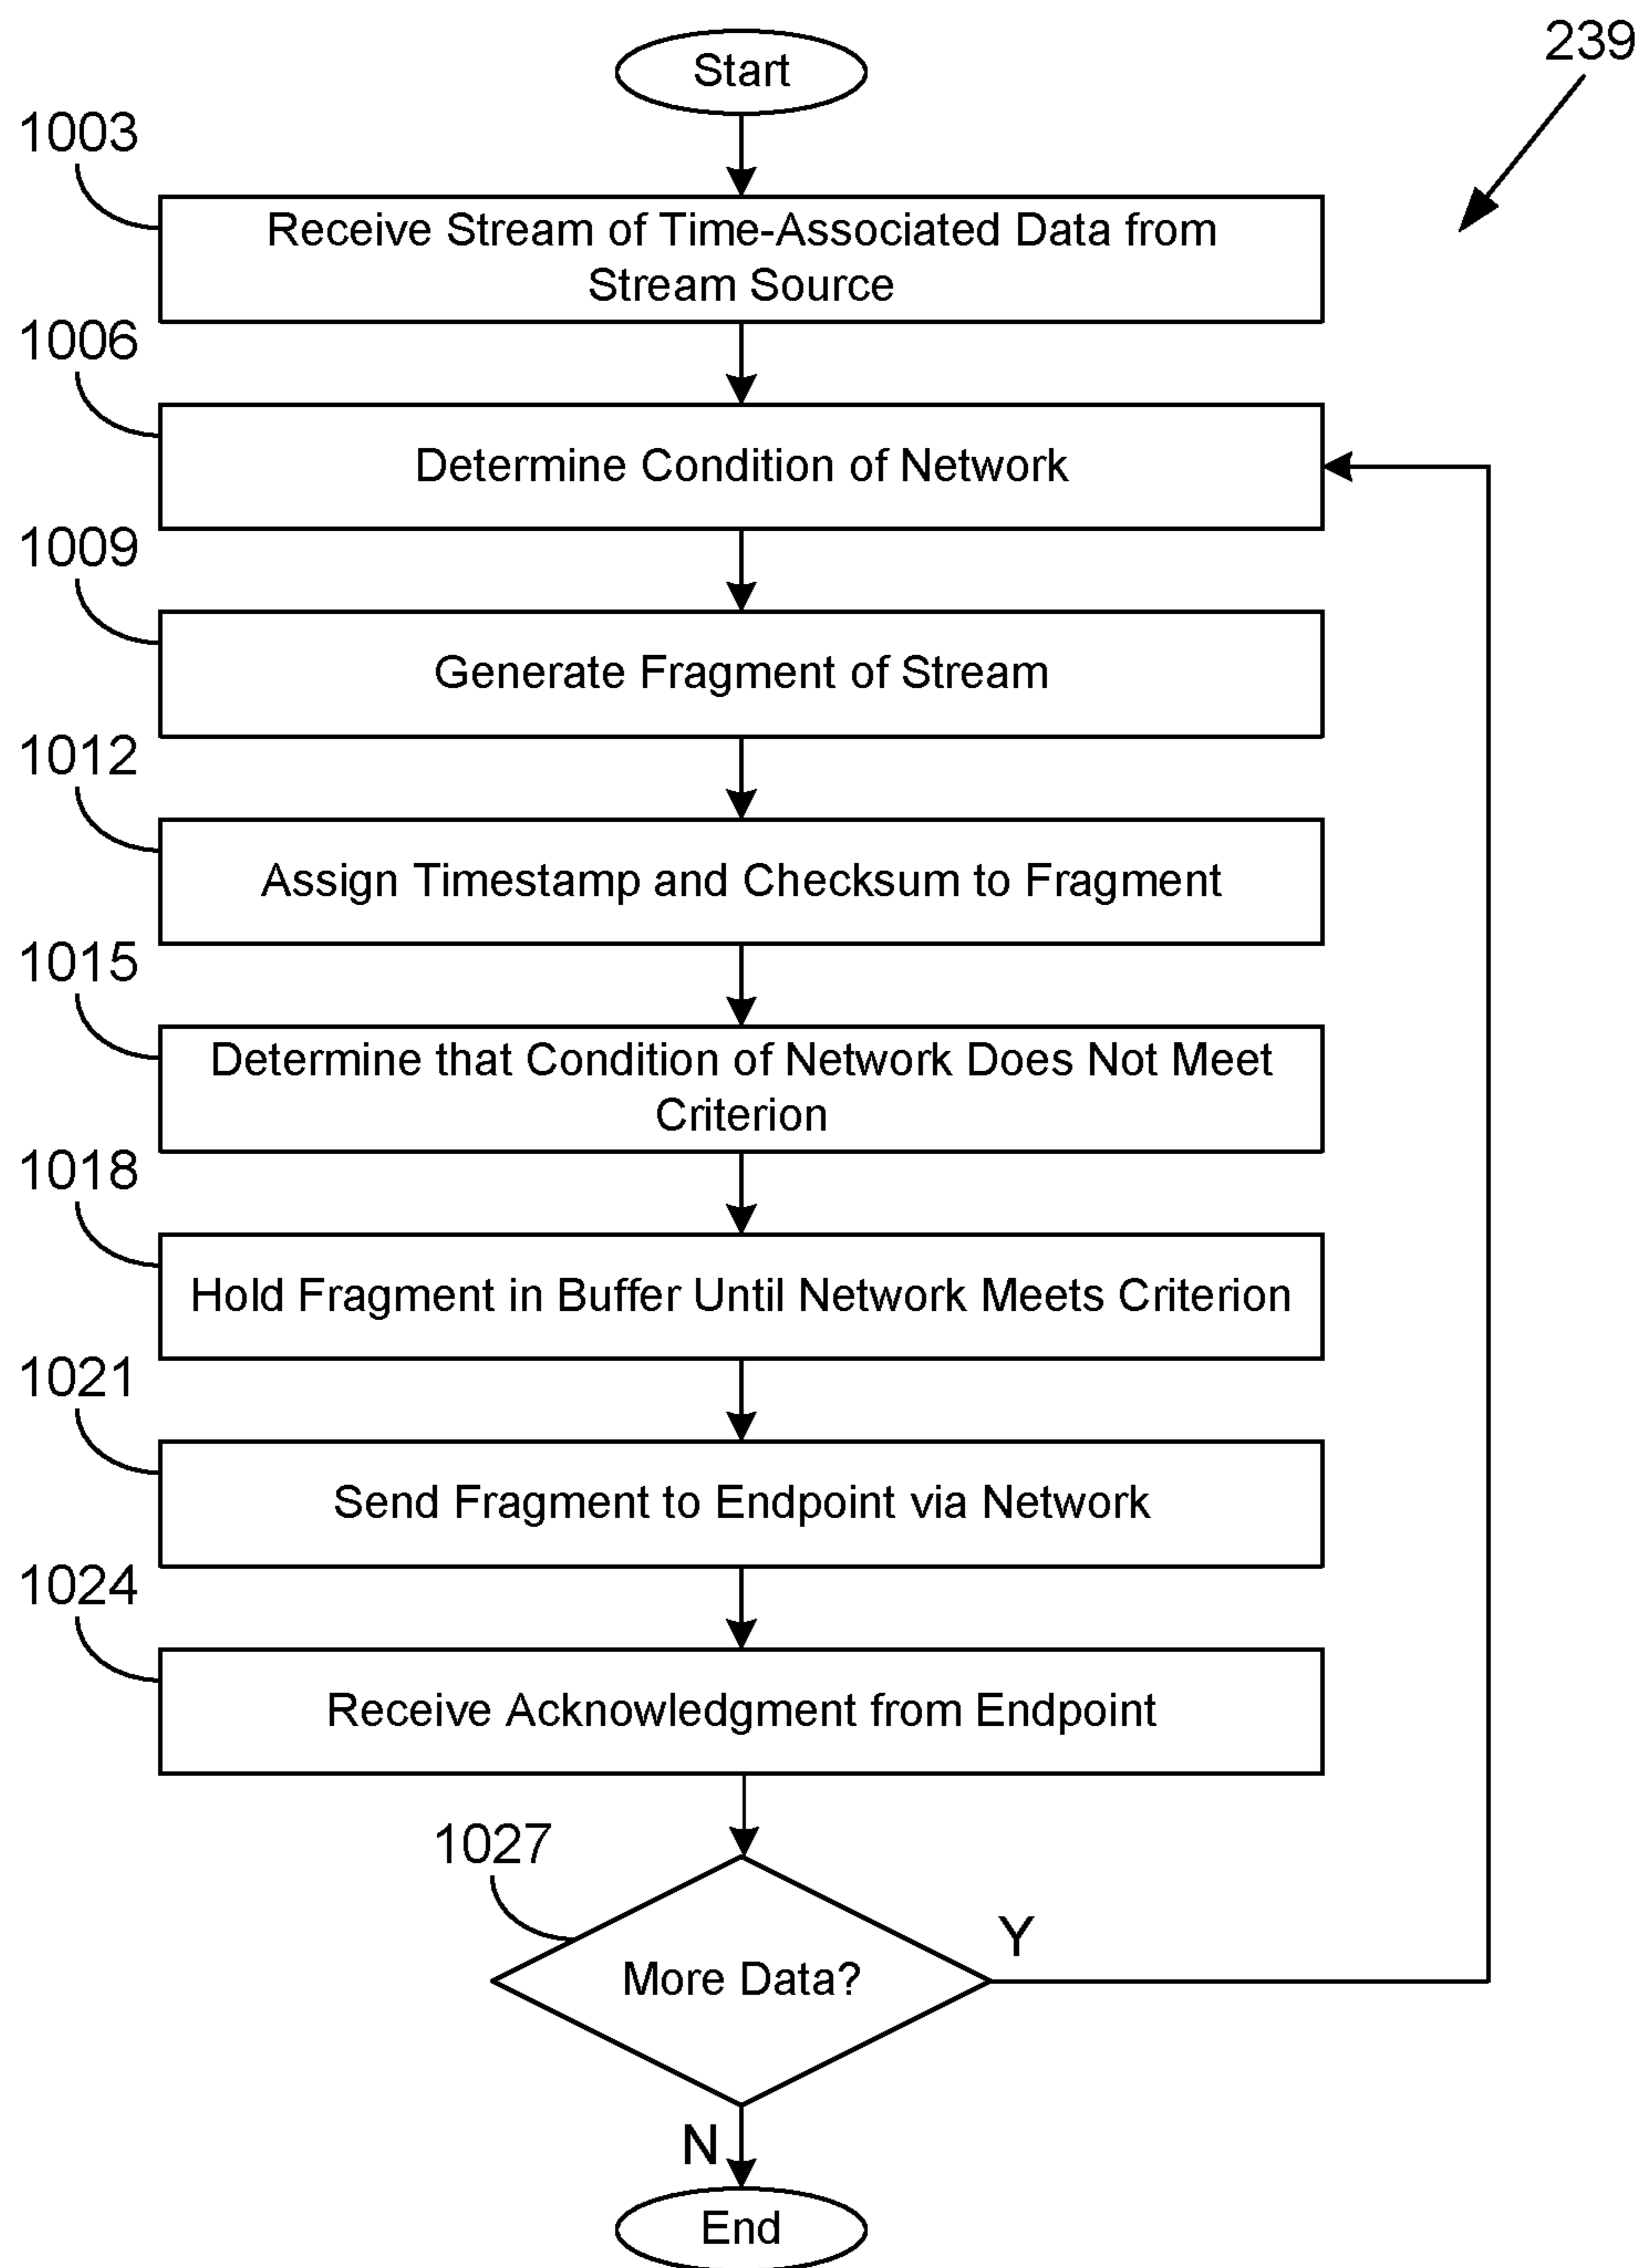 239
Start
1003
Receive Stream of Time-Associated Data from
Stream Source
1006
Determine Condition of Network
1009
Generate Fragment of Stream
1012
Assign Timestamp and Checksum to Fragment
1015
Determine that Condition of Network Does Not Meet
Criterion
1018
Hold Fragment in Buffer Until Network Meets Criterion
1021
Send Fragment to Endpoint via Network
1024
Receive Acknowledgment from Endpoint
1027
More Data?
Y
N
End